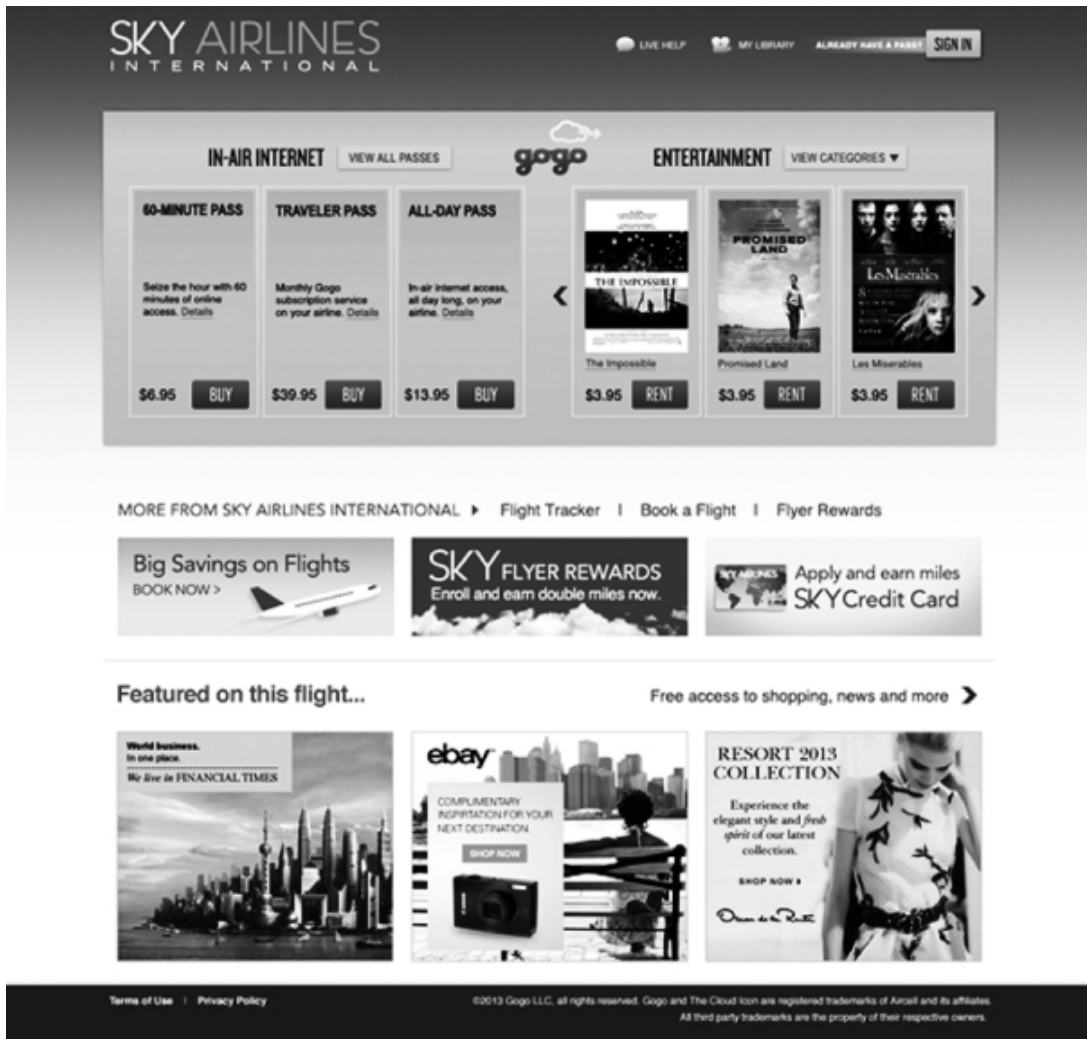 SKY AIRLINES
INTERNATIONAL
LIVE HELP
MY LIBRARY
ALREADY HAVE A PASS?
SIGN IN
IN-AIR INTERNET
VIEW ALL PASSES
gogo
ENTERTAINMENT
VIEW CATEGORIES ▼
60-MINUTE PASS
Seize the hour with 60
minutes of online
access. Details
$6.95
BUY
TRAVELER PASS
Monthly Gogo
subscription service
on your airline. Details
$39.95
BUY
ALL-DAY PASS
In-air internet access,
all day long, on your
airline. Details
$13.95
BUY
THE IMPOSSIBLE
The Impossible
$3.95
RENT
PROMISED
LAND
Promised Land
$3.95
RENT
Les Misérables
Les Miserables
$3.95
RENT
MORE FROM SKY AIRLINES INTERNATIONAL
Flight Tracker | Book a Flight | Flyer Rewards
Big Savings on Flights
BOOK NOW >
SKY FLYER REWARDS
Enroll and earn double miles now.
SKY AIRLINES
Apply and earn miles
SKY Credit Card
Featured on this flight...
Free access to shopping, news and more
World business.
In one place.
We live in FINANCIAL TIMES
ebay
COMPLIMENTARY
INSPIRTATION FOR YOUR
NEXT DESTINATION.
SHOP NOW
RESORT 2013
COLLECTION
Experience the
elegant style and fresh
spirit of our latest
collection.
SHOP NOW
Oscar de la Renta
Terms of Use | Privacy Policy
©2013 Gogo LLC, all rights reserved. Gogo and The Cloud Icon are registered trademarks of Aircell and its affiliates.
All third party trademarks are the property of their respective owners.